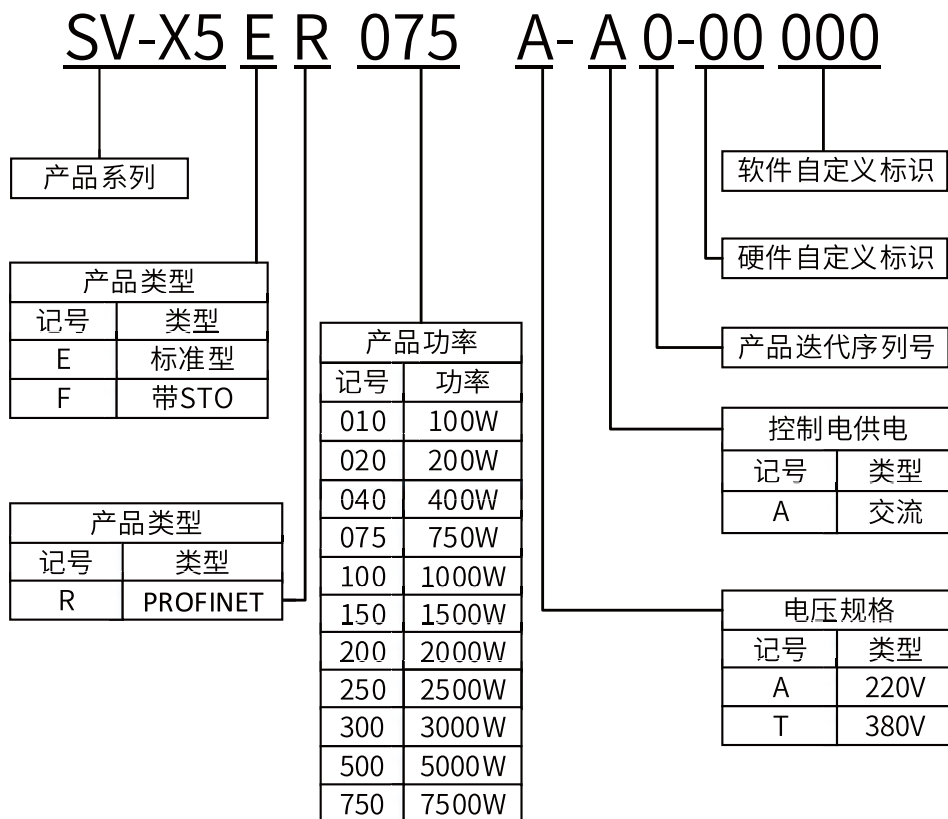 SV-X5 E R 075 A- A 0-00 000
产品系列
产品类型
记号 类型
E 标准型
F 带STO
产品类型
记号 类型
R PROFINET
产品功率
记号 功率
010 100W
020 200W
040 400W
075 750W
100 1000W
150 1500W
200 2000W
250 2500W
300 3000W
500 5000W
750 7500W
软件自定义标识
硬件自定义标识
产品迭代序列号
控制电供电
记号 类型
A 交流
电压规格
记号 类型
A 220V
T 380V